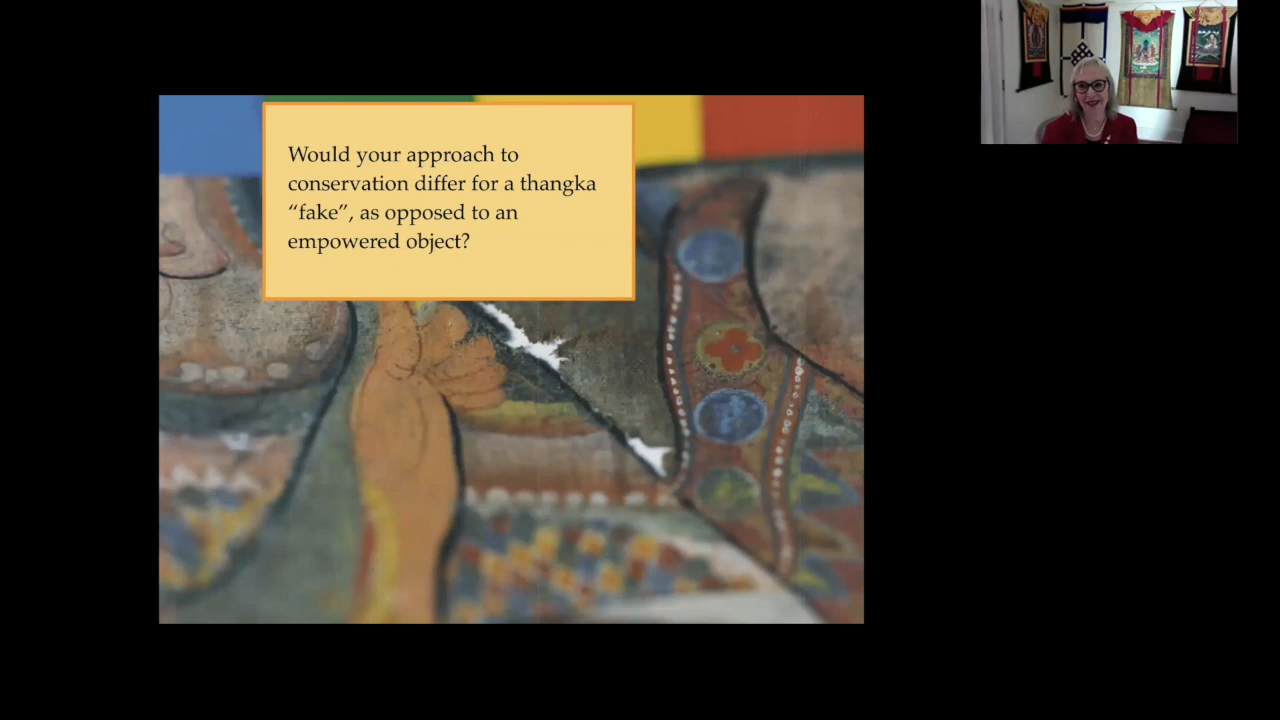 Would your approach to
conservation differ for a thangka
“fake”, as opposed to an
empowered object?